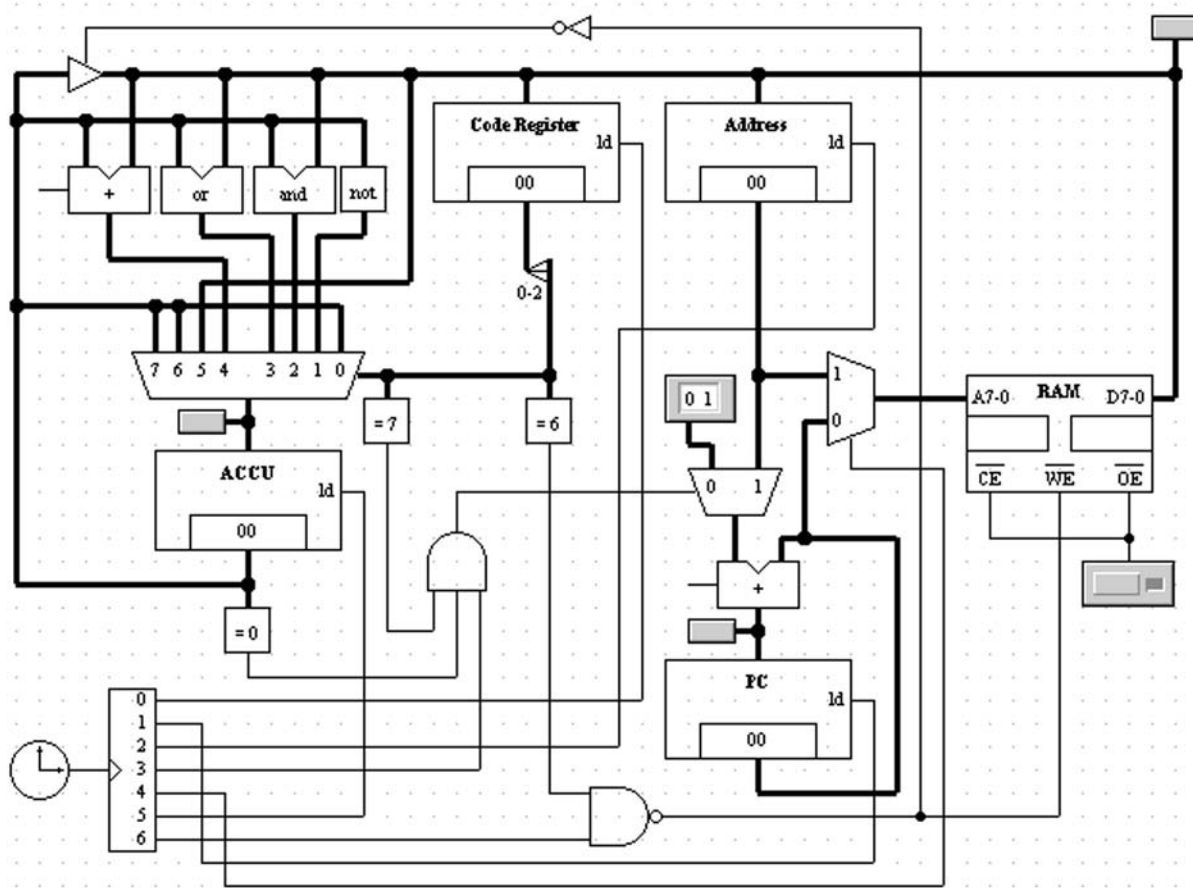 Code Register
ld
00
Address
ld
00
+
or
and
not
0-2
7 6 5 4 3 2 1 0
= 7
= 6
0 1
1
0
A7-0 RAM D7-0
CE WE OE
ACCU
ld
00
0 1
+
= 0
PC
ld
00
0
1
2
3
4
5
6